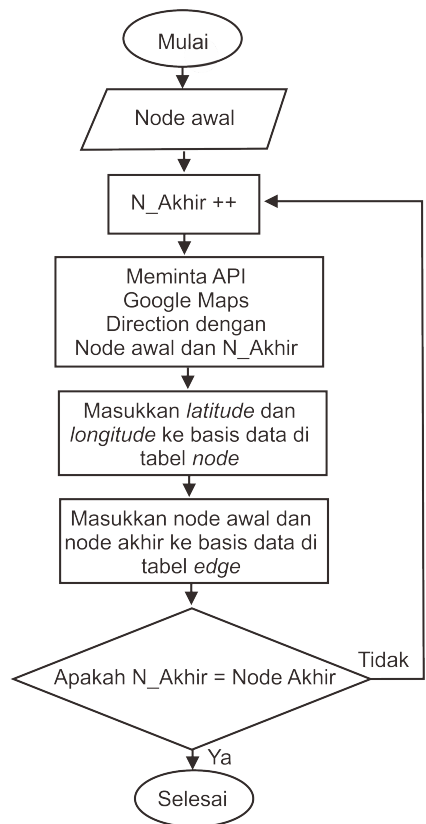 Mulai
Node awal
N_Akhir ++
Meminta API
Google Maps
Direction dengan
Node awal dan N_Akhir
Masukkan latitude dan
longitude ke basis data di
tabel node
Masukkan node awal dan
node akhir ke basis data di
tabel edge
Apakah N_Akhir = Node Akhir
Tidak
Ya
Selesai